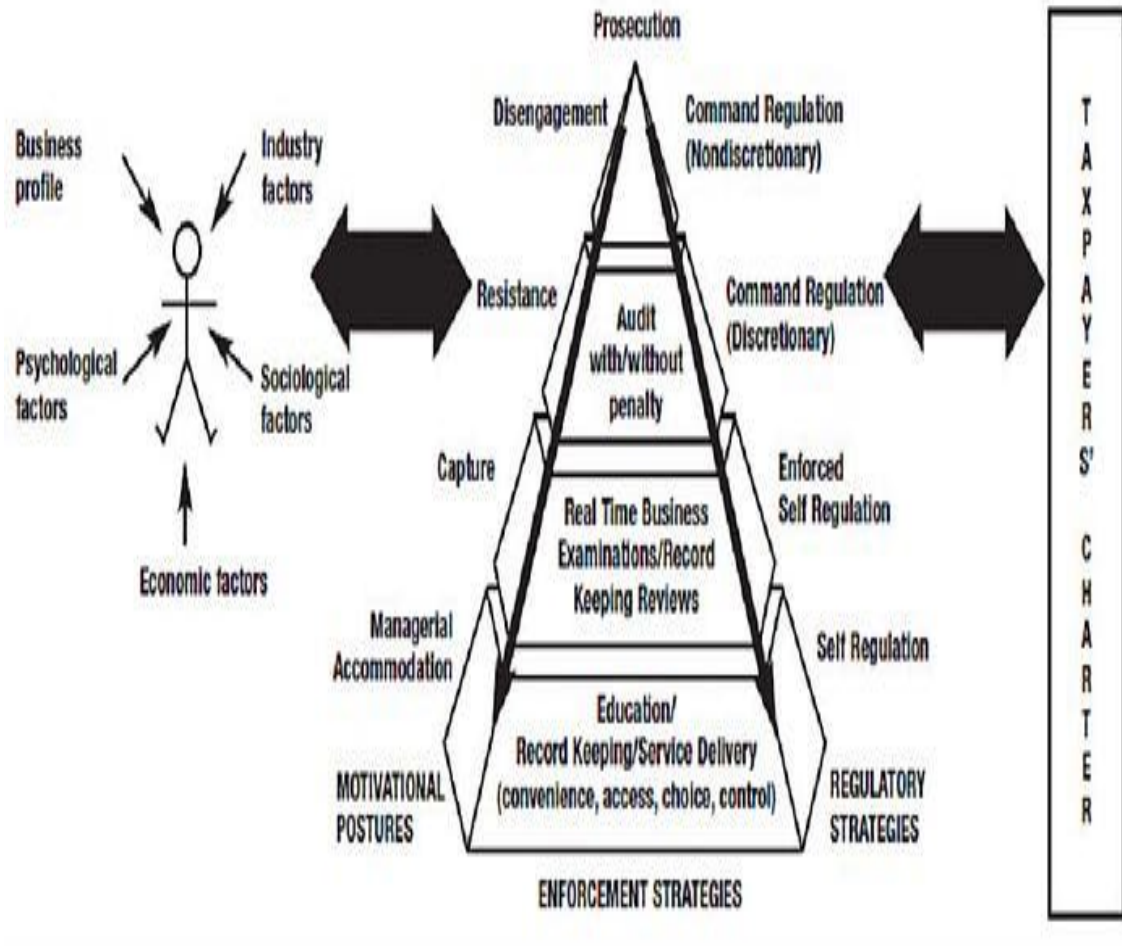 Prosecution
Disengagement
Command Regulation
(Nondiscretionary)
Business
profile
Industry
factors
Psychological
factors
Sociological
factors
Economic factors
Resistance
Command Regulation
(Discretionary)
Audit
with/without
penalty
Capture
Enforced
Self Regulation
Real Time Business
Examinations/Record
Keeping Reviews
Managerial
Accommodation
Self Regulation
Education/
Record Keeping/Service Delivery
(convenience, access, choice, control)
MOTIVATIONAL
POSTURES
REGULATORY
STRATEGIES
ENFORCEMENT STRATEGIES
TAXPAYERS' CHARTER